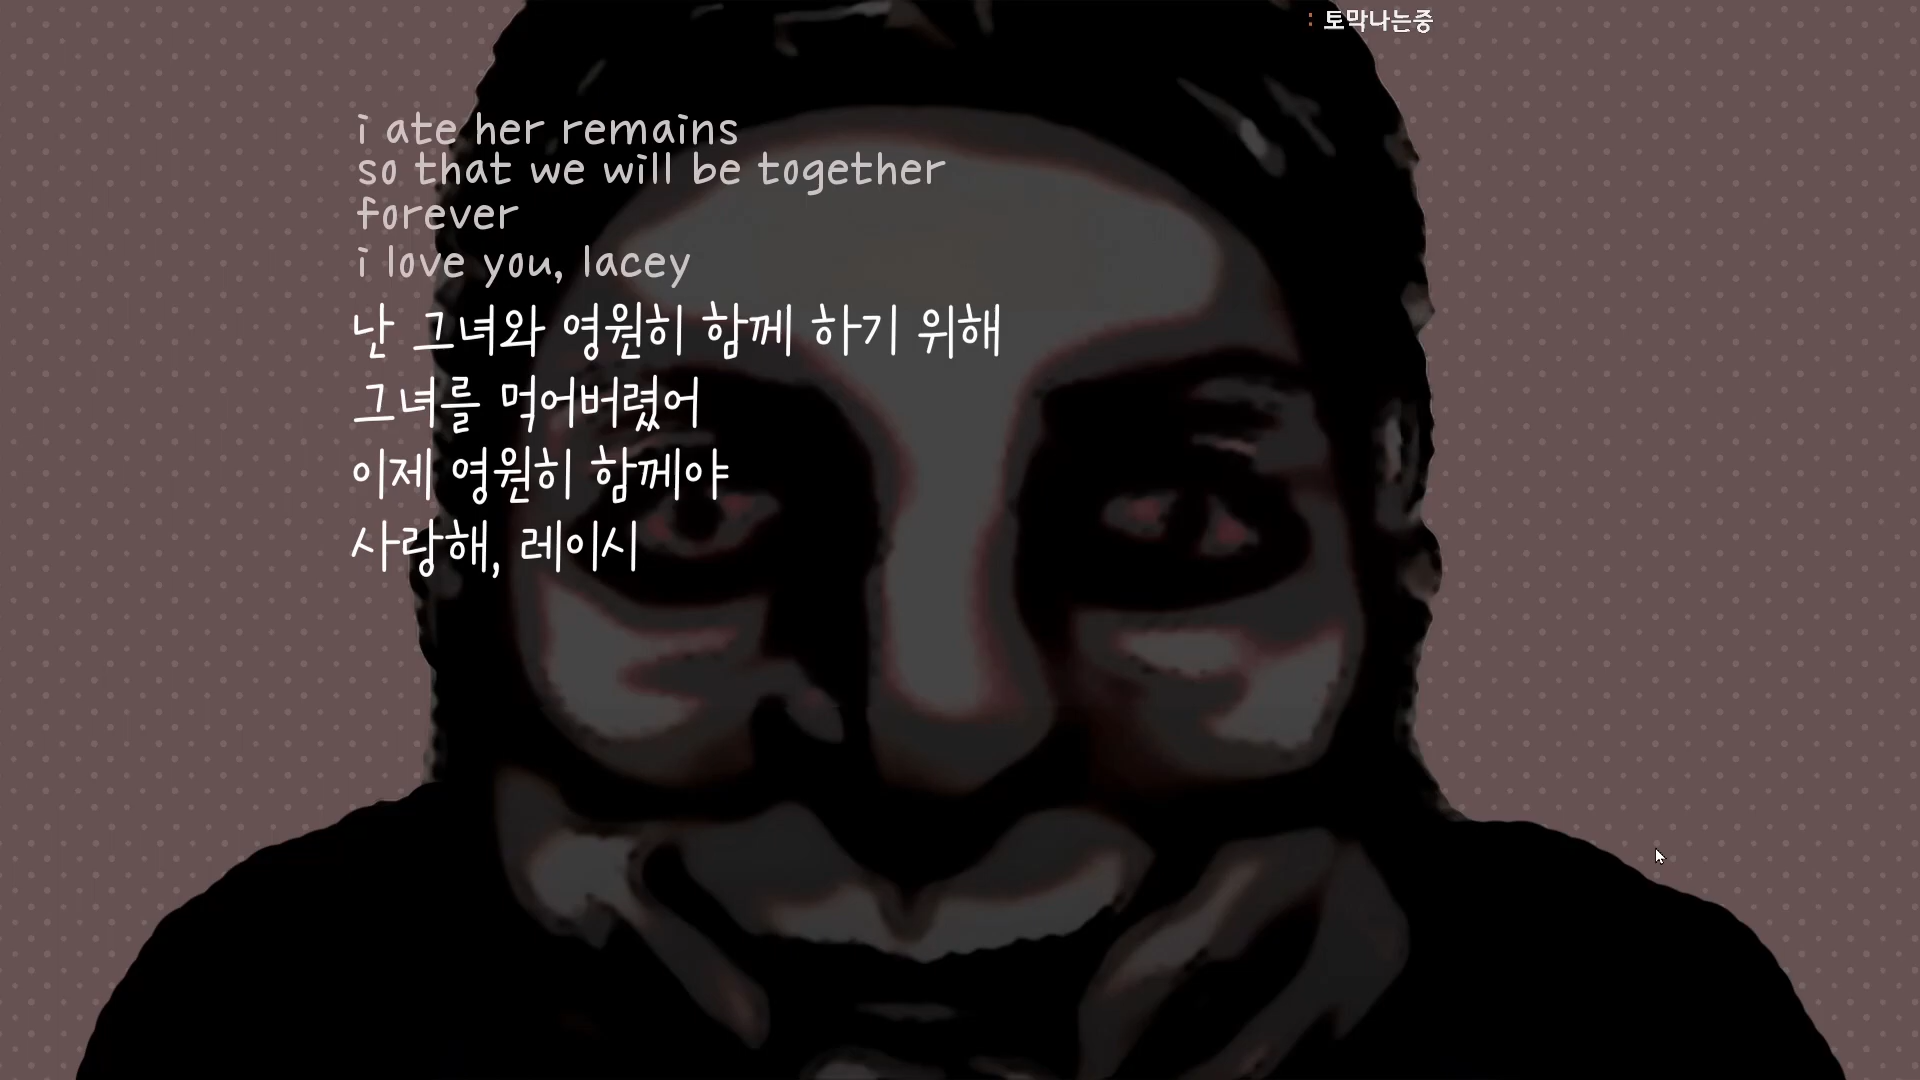 : 토막나는중
i ate her remains
so that we will be together
forever
i love you, lacey
난 그녀와 영원히 함께 하기 위해
그녀를 먹어버렸어
이제 영원히 함께야
사랑해, 레이시